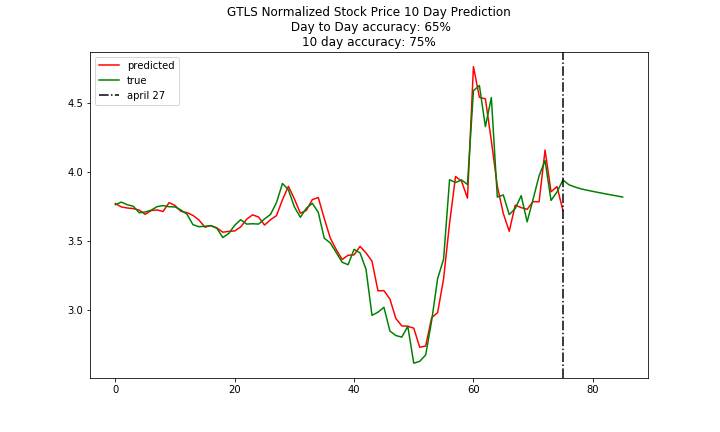 GTLS Normalized Stock Price 10 Day Prediction
Day to Day accuracy: 65%
10 day accuracy: 75%
predicted
true
april 27
4.5
4.0
3.5
3.0
0
20
40
60
80